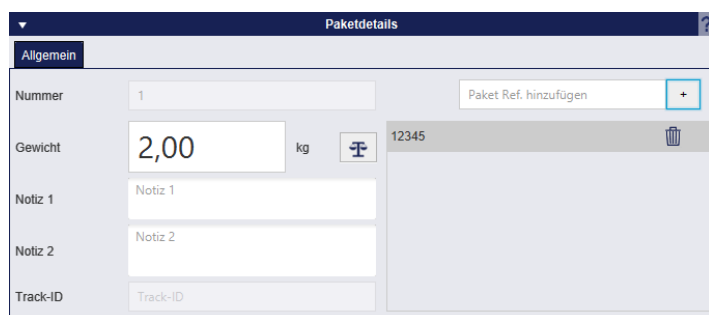 Paketdetails
?
Allgemein
Nummer 1 Paket Ref. hinzufügen +
Gewicht 2,00 kg 12345
Notiz 1 Notiz 1
Notiz 2 Notiz 2
Track-ID Track-ID